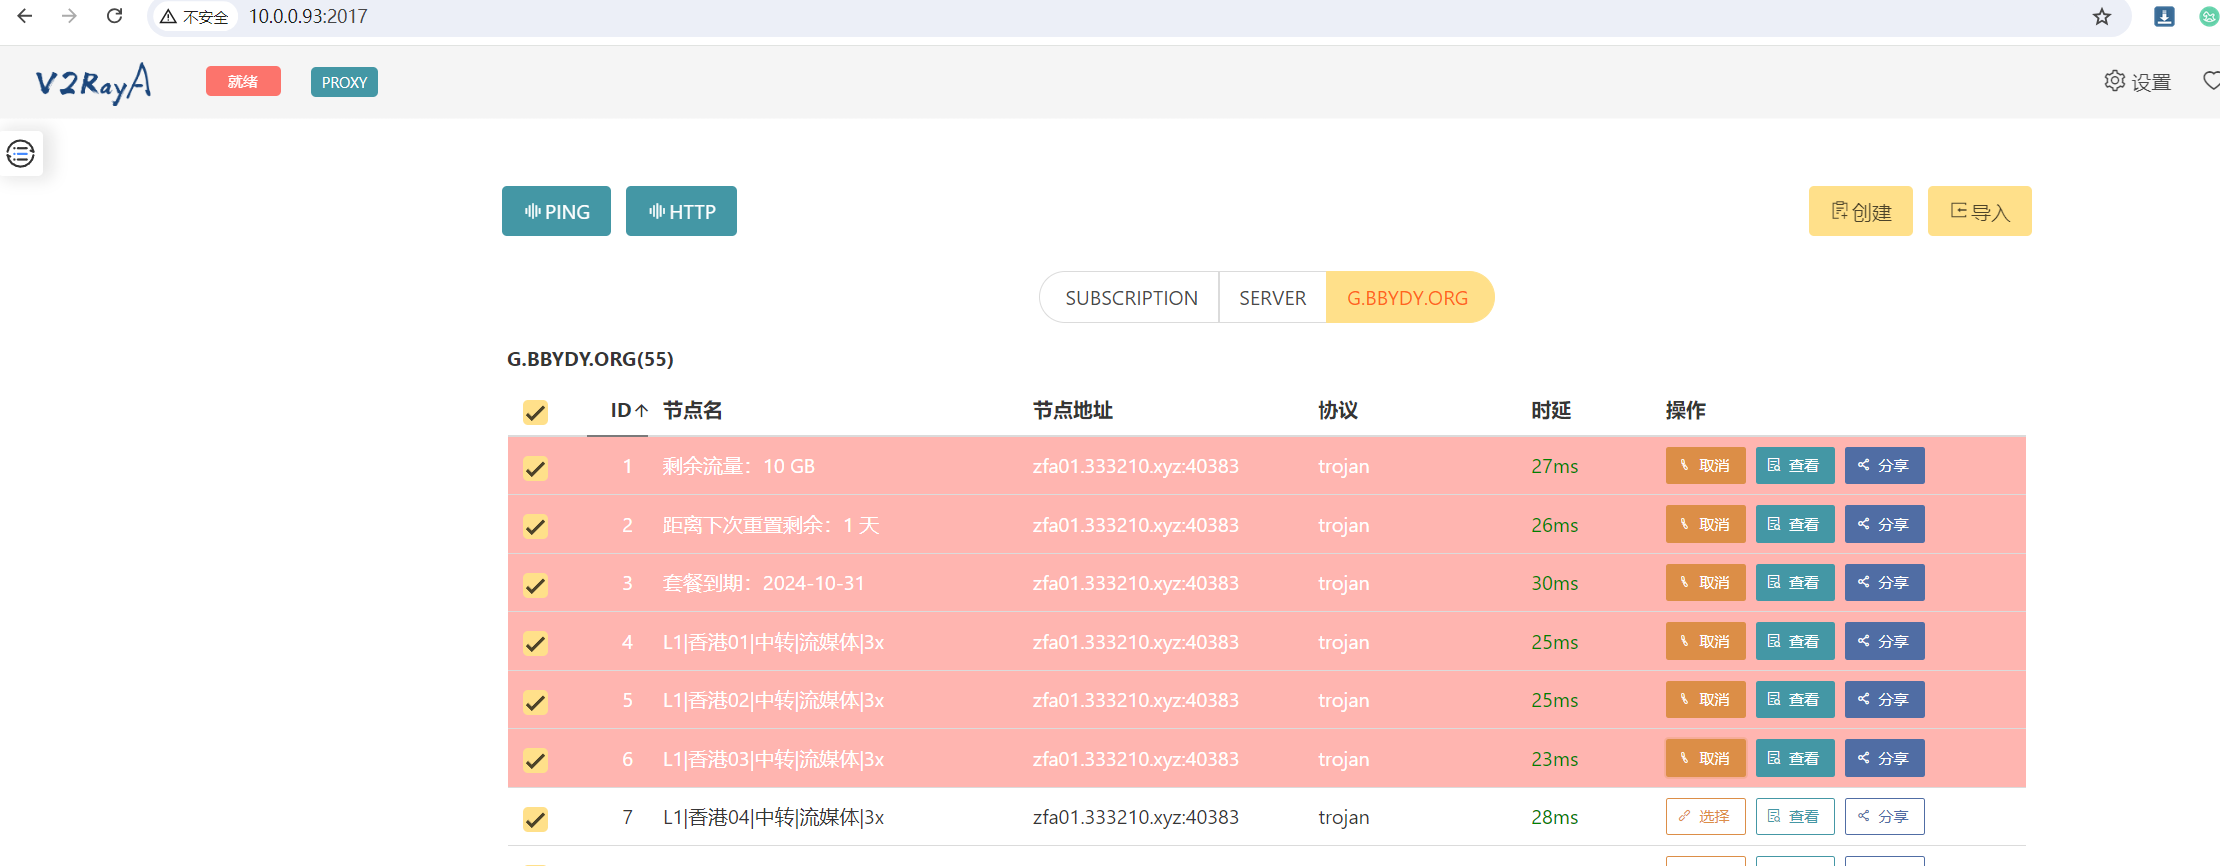 不安全 10.0.0.93:2017
V2RayA 就绪 PROXY 设置
PING HTTP 创建 导入
SUBSCRIPTION SERVER G.BBYDY.ORG
G.BBYDY.ORG(55)
ID 节点名 节点地址 协议 时延 操作
1 剩余流量：10 GB zfa01.333210.xyz:40383 trojan 27ms 取消 查看 分享
2 距离下次重置剩余：1 天 zfa01.333210.xyz:40383 trojan 26ms 取消 查看 分享
3 套餐到期：2024-10-31 zfa01.333210.xyz:40383 trojan 30ms 取消 查看 分享
4 L1|香港01|中转|流媒体|3x zfa01.333210.xyz:40383 trojan 25ms 取消 查看 分享
5 L1|香港02|中转|流媒体|3x zfa01.333210.xyz:40383 trojan 25ms 取消 查看 分享
6 L1|香港03|中转|流媒体|3x zfa01.333210.xyz:40383 trojan 23ms 取消 查看 分享
7 L1|香港04|中转|流媒体|3x zfa01.333210.xyz:40383 trojan 28ms 选择 查看 分享